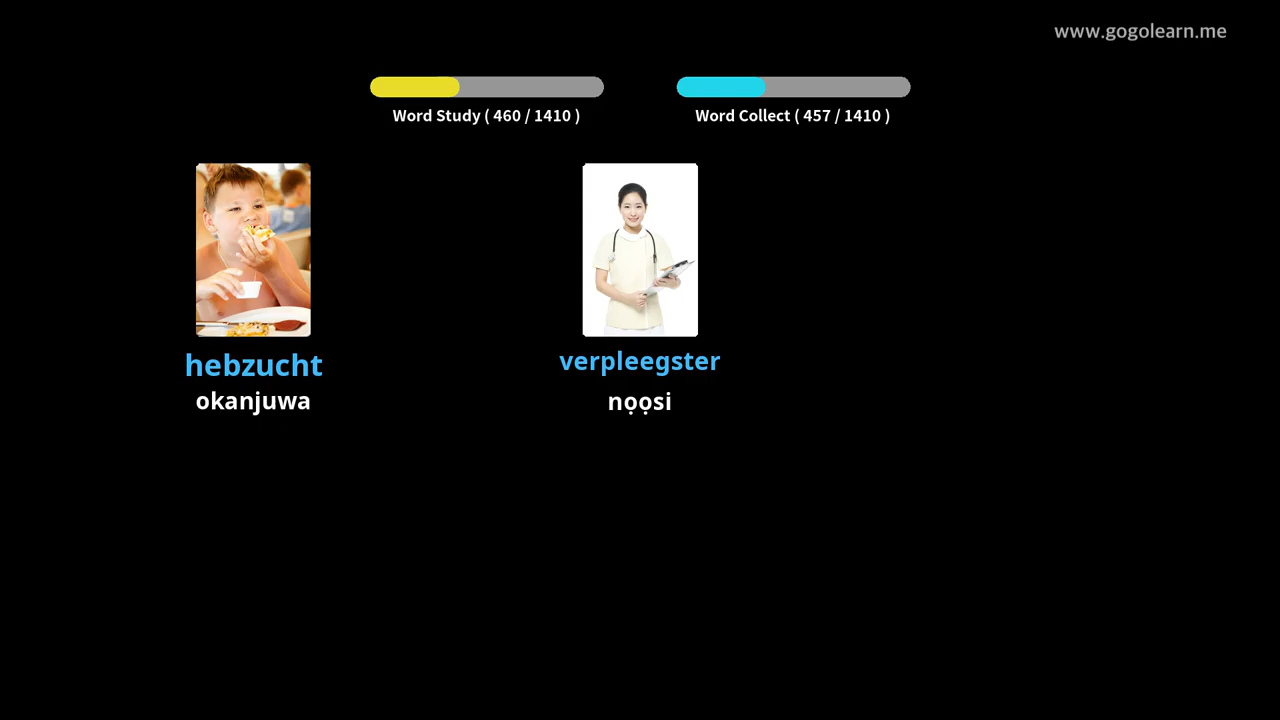 www.gogolearn.me
Word Study ( 460 / 1410 )
Word Collect ( 457 / 1410 )
hebzucht
okanjuwa
verpleegster
nọọsi